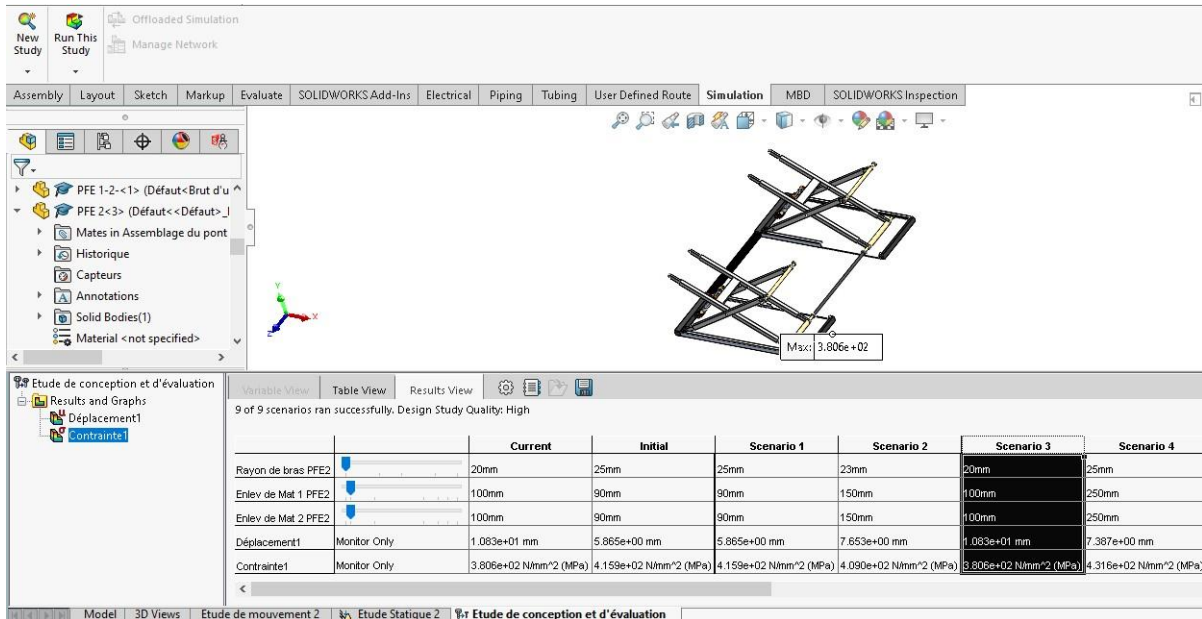 New Study
Run This Study
Offloaded Simulation
Manage Network
Assembly Layout Sketch Markup Evaluate SOLIDWORKS Add-Ins Electrical Piping Tubing User Defined Route Simulation MBD SOLIDWORKS Inspection
PFE 1-2-<1> (Défaut<Brut d'u
PFE 2<3> (Défaut<<Défaut>_
Mates in Assemblage du pont
Historique
Capteurs
Annotations
Solid Bodies(1)
Material <not specified>
Y
X
Z
Max: 3.806e+02
Etude de conception et d'évaluation
Results and Graphs
Déplacement1
Contrainte1
Variable View Table View Results View
9 of 9 scenarios ran successfully. Design Study Quality: High
Current Initial Scenario 1 Scenario 2 Scenario 3 Scenario 4
Rayon de bras PFE2 20mm 25mm 25mm 23mm 20mm 25mm
Enlev de Mat 1 PFE2 100mm 90mm 90mm 150mm 100mm 250mm
Enlev de Mat 2 PFE2 100mm 90mm 90mm 150mm 100mm 250mm
Déplacement1 Monitor Only 1.083e+01 mm 5.865e+00 mm 5.865e+00 mm 7.653e+00 mm 1.083e+01 mm 7.387e+00 mm
Contrainte1 Monitor Only 3.806e+02 N/mm^2 (MPa) 4.159e+02 N/mm^2 (MPa) 4.159e+02 N/mm^2 (MPa) 4.090e+02 N/mm^2 (MPa) 3.806e+02 N/mm^2 (MPa) 4.316e+02 N/mm^2 (MPa)
Model 3D Views Etude de mouvement 2 Etude Statique 2 Etude de conception et d'évaluation